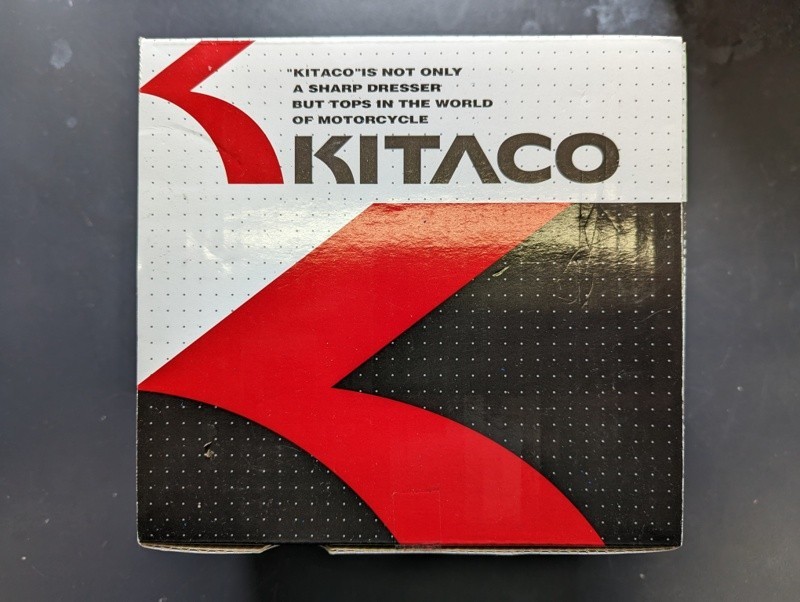 "KITACO"IS NOT ONLY
A SHARP DRESSER
BUT TOPS IN THE WORLD
OF MOTORCYCLE
KITACO